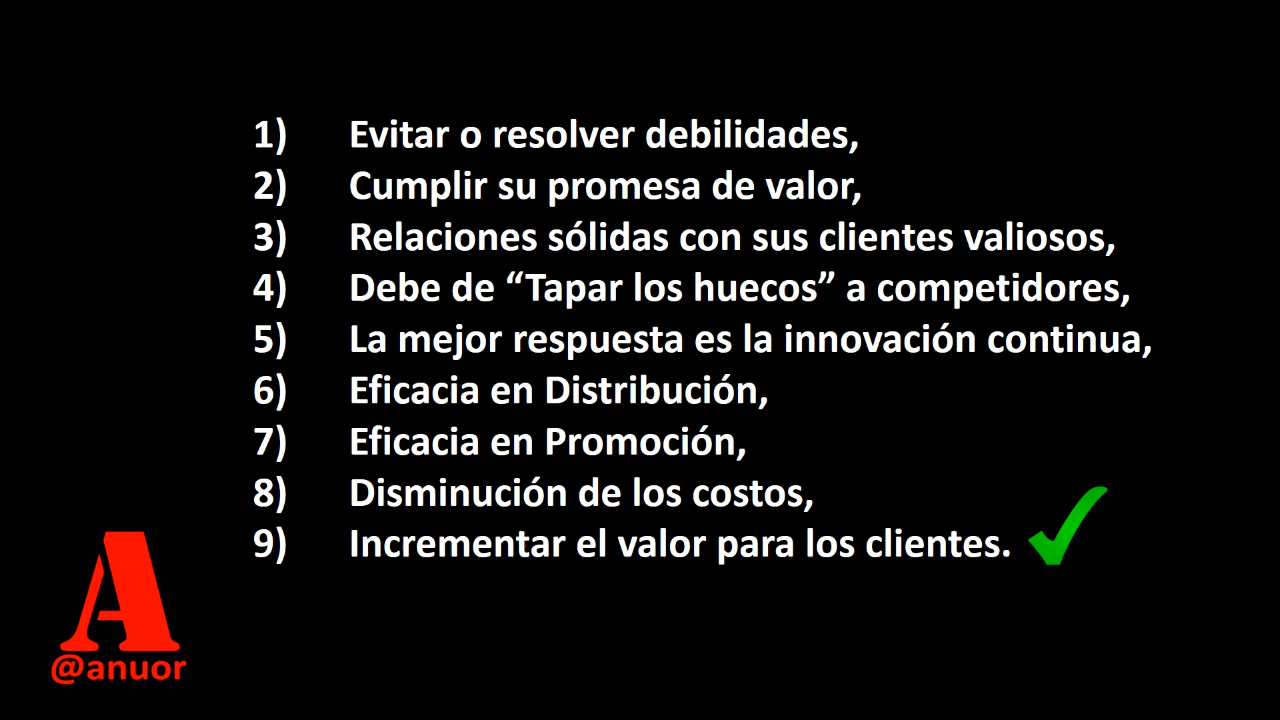 1) Evitar o resolver debilidades,
2) Cumplir su promesa de valor,
3) Relaciones sólidas con sus clientes valiosos,
4) Debe de “Tapar los huecos” a competidores,
5) La mejor respuesta es la innovación continua,
6) Eficacia en Distribución,
7) Eficacia en Promoción,
8) Disminución de los costos,
9) Incrementar el valor para los clientes.
A
@anuor